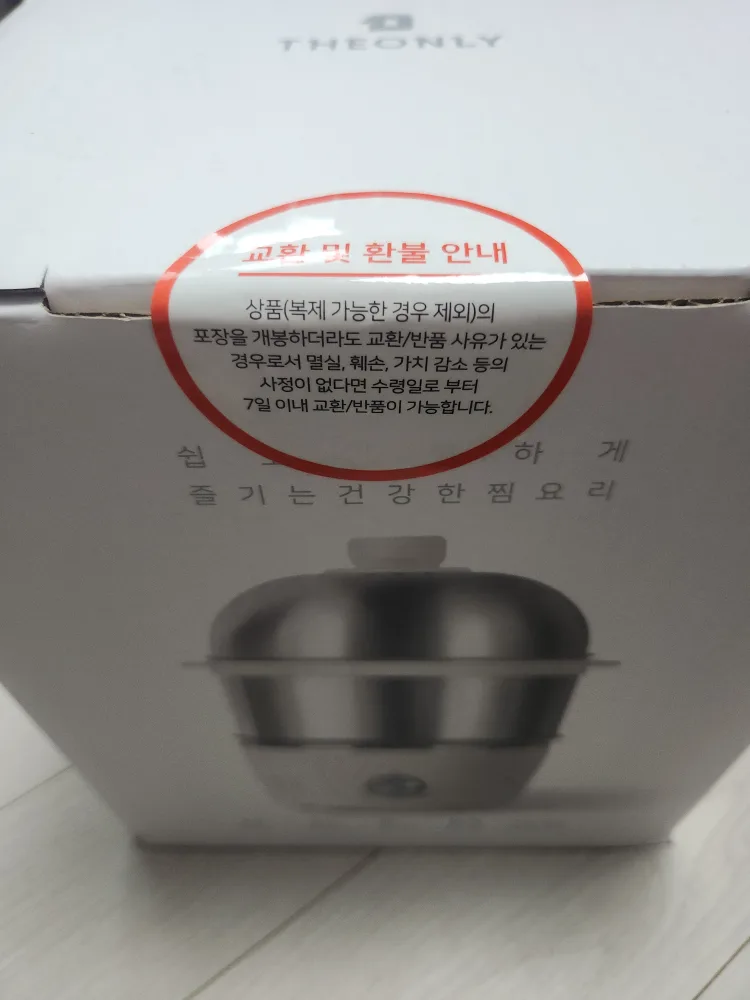 THEONLY
교환 및 환불 안내
상품(복제 가능한 경우 제외)의
포장을 개봉하더라도 교환/반품 사유가 있는
경우로서 멸실, 훼손, 가치 감소 등의
사정이 없다면 수령일로 부터
7일 이내 교환/반품이 가능합니다.
쉽 하 게
즐 기 는 건 강 한 찜 요 리